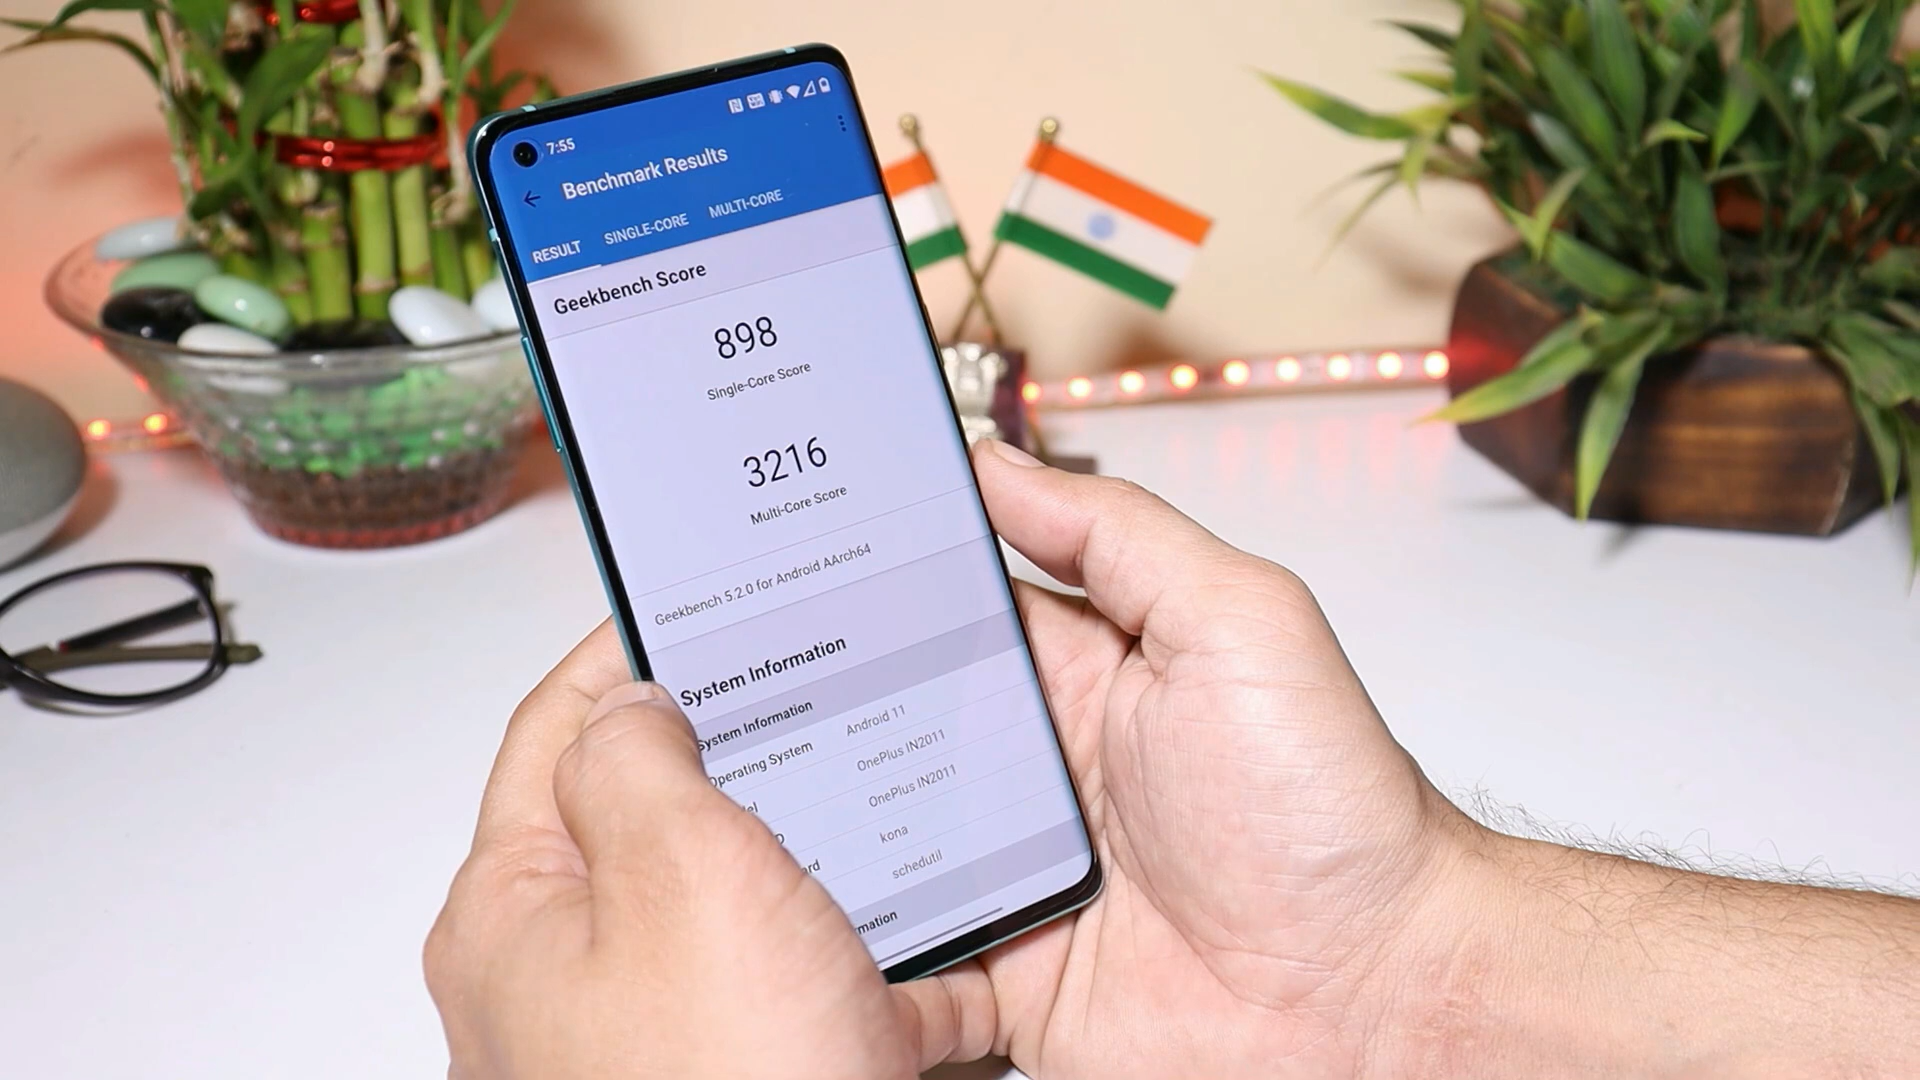 7:55
Benchmark Results
RESULT SINGLE-CORE MULTI-CORE
Geekbench Score
898
Single-Core Score
3216
Multi-Core Score
Geekbench 5.2.0 for Android AArch64
System Information
System Information
Operating System Android 11
OnePlus IN2011
OnePlus IN2011
kona
schedutil